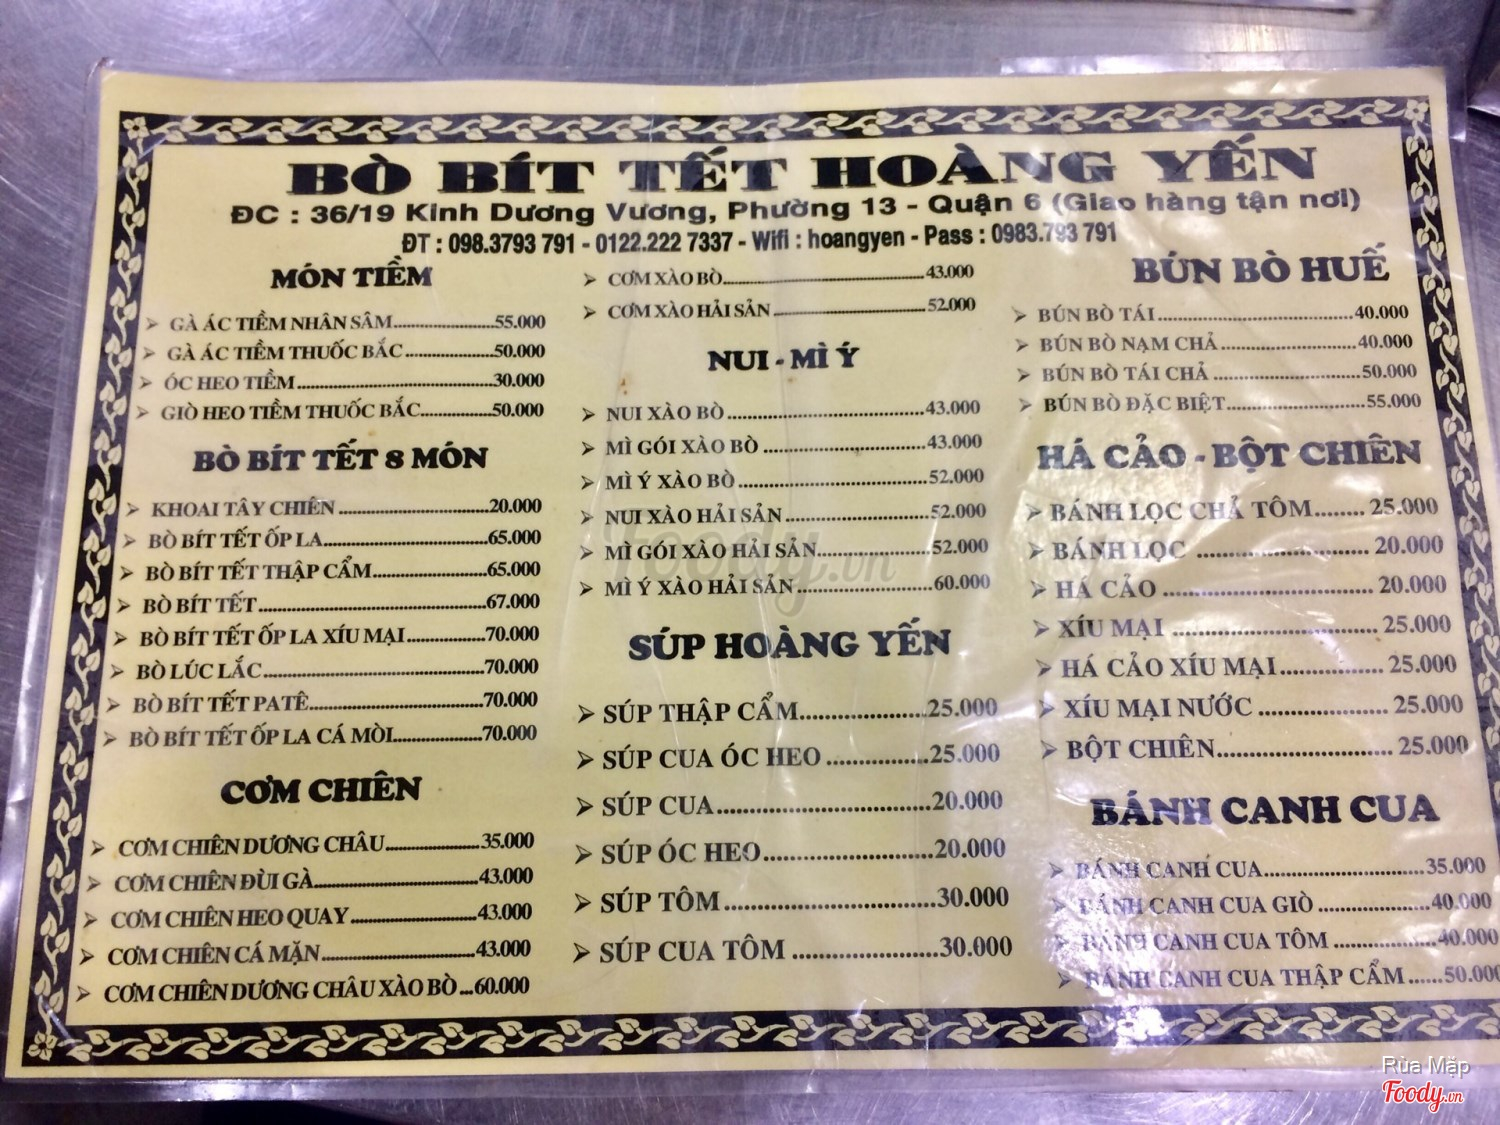 BÒ BÍT TẾT HOÀNG YẾN
ĐC : 36/19 Kinh Dương Vương, Phường 13 - Quận 6 (Giao hàng tận nơi)
ĐT : 098.3793 791 - 0122.222 7337 - Wifi : hoangyen - Pass : 0983.793 791
MÓN TIỀM
➢ GÀ ÁC TIỀM NHÂN SÂM....................55.000
➢ GÀ ÁC TIỀM THUỐC BẮC..................50.000
➢ ÓC HEO TIỀM........................................30.000
➢ GIÒ HEO TIỀM THUỐC BẮC...............50.000
BÒ BÍT TẾT 8 MÓN
➢ KHOAI TÂY CHIÊN..............................20.000
➢ BÒ BÍT TẾT ỐP LA.................................65.000
➢ BÒ BÍT TẾT THẬP CẨM.......................65.000
➢ BÒ BÍT TẾT.............................................67.000
➢ BÒ BÍT TẾT ỐP LA XÍU MẠI................70.000
➢ BÒ LÚC LẮC............................................70.000
➢ BÒ BÍT TẾT PATÊ...................................70.000
➢ BÒ BÍT TẾT ỐP LA CÁ MÒI..................70.000
CƠM CHIÊN
➢ CƠM CHIÊN DƯƠNG CHÂU...................35.000
➢ CƠM CHIÊN ĐÙI GÀ................................43.000
➢ CƠM CHIÊN HEO QUAY.........................43.000
➢ CƠM CHIÊN CÁ MẶN..............................43.000
➢ CƠM CHIÊN DƯƠNG CHÂU XÀO BÒ...60.000
➢ CƠM XÀO BÒ........................................43.000
➢ CƠM XÀO HẢI SẢN..............................52.000
NUI - MÌ Ý
➢ NUI XÀO BÒ........................................43.000
➢ MÌ GÓI XÀO BÒ.................................43.000
➢ MÌ Ý XÀO BÒ......................................52.000
➢ NUI XÀO HẢI SẢN.............................52.000
➢ MÌ GÓI XÀO HẢI SẢN.......................52.000
➢ MÌ Ý XÀO HẢI SẢN...........................60.000
SÚP HOÀNG YẾN
➢ SÚP THẬP CẨM....................25.000
➢ SÚP CUA ÓC HEO................25.000
➢ SÚP CUA.................................20.000
➢ SÚP ÓC HEO..........................20.000
➢ SÚP TÔM................................30.000
➢ SÚP CUA TÔM......................30.000
BÚN BÒ HUẾ
➢ BÚN BÒ TÁI....................................40.000
➢ BÚN BÒ NẠM CHẢ.........................40.000
➢ BÚN BÒ TÁI CHẢ...........................50.000
➢ BÚN BÒ ĐẶC BIỆT.........................55.000
HÁ CẢO - BỘT CHIÊN
➢ BÁNH LỌC CHẢ TÔM........25.000
➢ BÁNH LỌC..........................20.000
➢ HÁ CẢO................................20.000
➢ XÍU MẠI...............................25.000
➢ HÁ CẢO XÍU MẠI................25.000
➢ XÍU MẠI NƯỚC...................25.000
➢ BỘT CHIÊN..........................25.000
BÁNH CANH CUA
➢ BÁNH CANH CUA............................35.000
➢ BÁNH CANH CUA GIÒ....................40.000
➢ BÁNH CANH CUA TÔM..................40.000
➢ BÁNH CANH CUA THẬP CẨM......50.000
foody.vn
Rùa Mập
Foody.vn